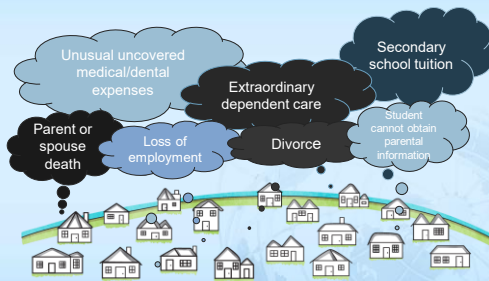 Unusual uncovered
medical/dental
expenses
Secondary
school tuition
Extraordinary
dependent care
Parent or
spouse
death
Loss of
employment
Divorce
Student
cannot obtain
parental
information